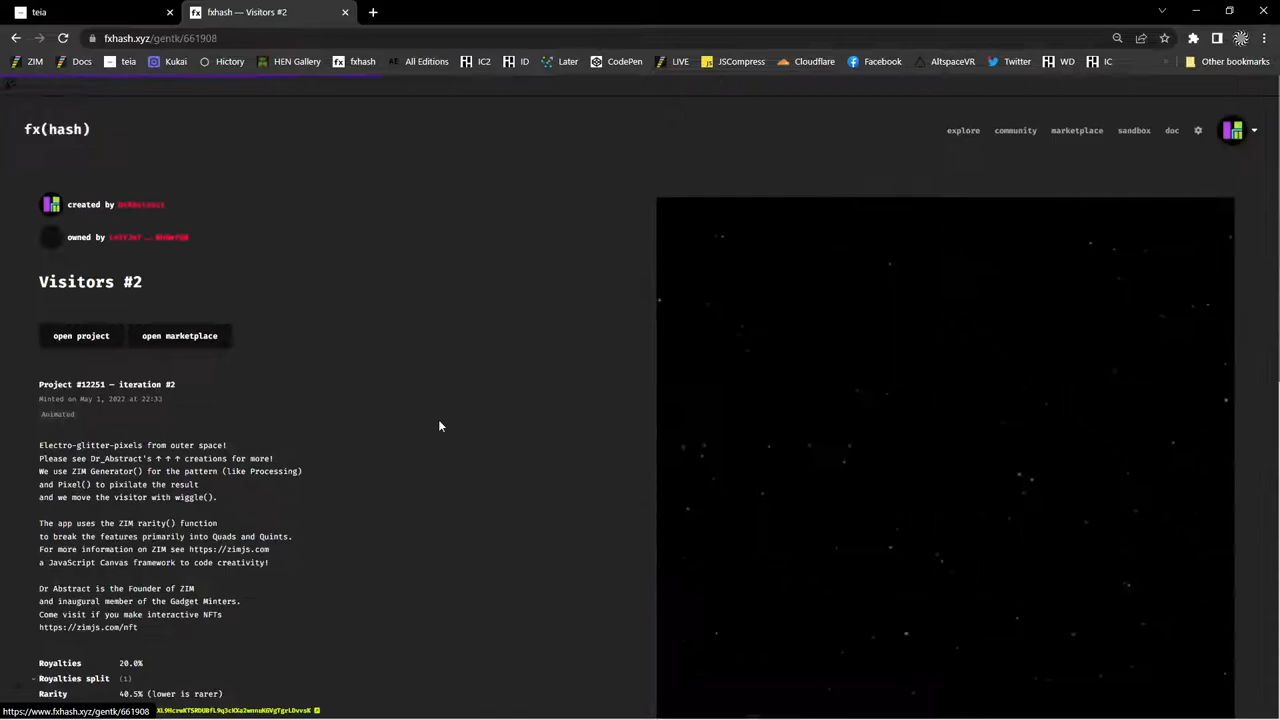 teia
fxhash — Visitors #2
fxhash.xyz/gentk/661908
ZIM
Docs
teia
Kukai
Hictory
HEN Gallery
fxhash
All Editions
IC2
ID
Later
CodePen
LIVE
JSCompress
Cloudflare
Facebook
AltspaceVR
Twitter
WD
IC
»
Other bookmarks
fx(hash)
explore
community
marketplace
sandbox
doc
created by
owned by
Visitors #2
open project
open marketplace
Project #12251 — iteration #2
Minted on May 1, 2022 at 22:33
Animated
Electro-glitter-pixels from outer space!
Please see Dr_Abstract's ↑ ↑ ↑ creations for more!
We use ZIM Generator() for the pattern (like Processing)
and Pixel() to pixilate the result
and we move the visitor with wiggle().
The app uses the ZIM rarity() function
to break the features primarily into Quads and Quints.
For more information on ZIM see https://zimjs.com
a JavaScript Canvas framework to code creativity!
Dr Abstract is the Founder of ZIM
and inaugural member of the Gadget Minters.
Come visit if you make interactive NFTs
https://zimjs.com/nft
Royalties 20.0%
Royalties split (1)
Rarity 40.5% (lower is rarer)
https://www.fxhash.xyz/gentk/661908